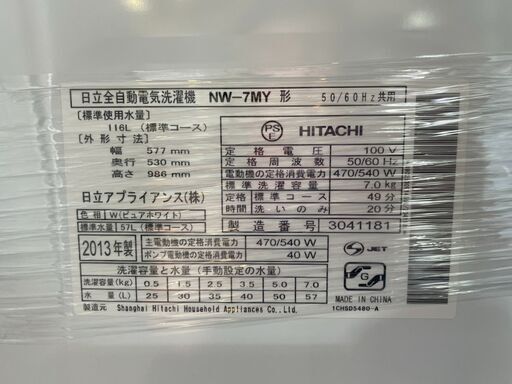 日立全自動電気洗濯機 NW-7MY 形 50/60Hz共用
〔標準使用水量〕
116L (標準コース)
〔外形寸法〕
幅 577 mm
奥行 530 mm
高さ 986 mm
日立アプライアンス(株)
色相 W(ピュアホワイト)
標準水量 57L (標準コース)
PS E HITACHI
定格電圧 100 V
定格周波数 50/60 Hz
電動機の定格消費電力 470/540 W
標準洗濯容量 7.0 kg
定格標準コース 49 分
時間洗いのみ 20 分
製造番号 3041181
2013年製 主電動機の定格消費電力 470/540 W
ポンプ電動機の定格消費電力 40 W
S JET
洗濯容量と水量 (手動設定の水量)
洗濯容量(kg) 0.5 1.5 2.5 3.5 5.0 7.0
水量(L) 25 30 35 40 50 57
G
MADE IN CHINA
製造元 Shanghai Hitachi Household Appliances Co.,Ltd.
1CHSD5480-A